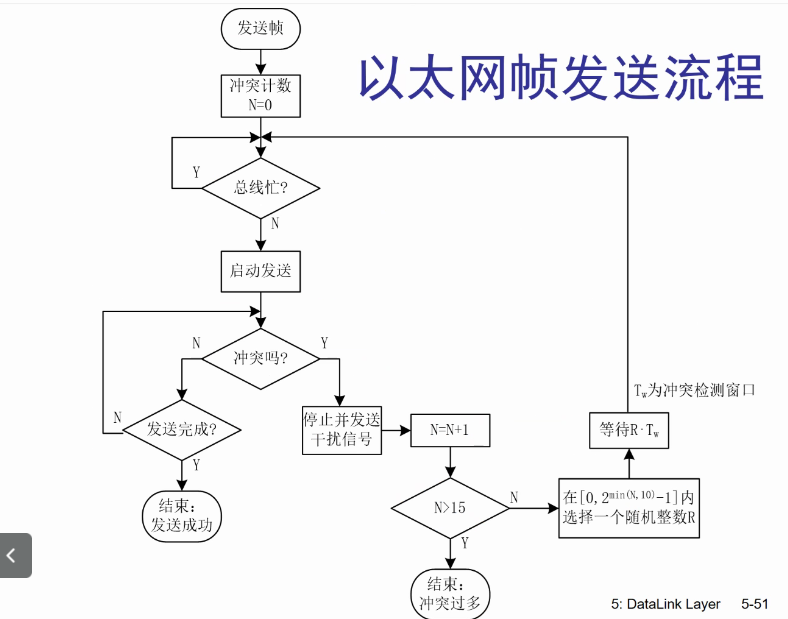 发送帧
以太网帧发送流程
冲突计数
N=0
Y
总线忙?
N
启动发送
N
冲突吗?
Y
T_w为冲突检测窗口
N
发送完成?
停止并发送
干扰信号
N=N+1
等待R·T_w
Y
结束:
发送成功
N>15
N
在[0,2^min(N,10)-1]内
选择一个随机整数R
Y
结束:
冲突过多
5: DataLink Layer 5-51